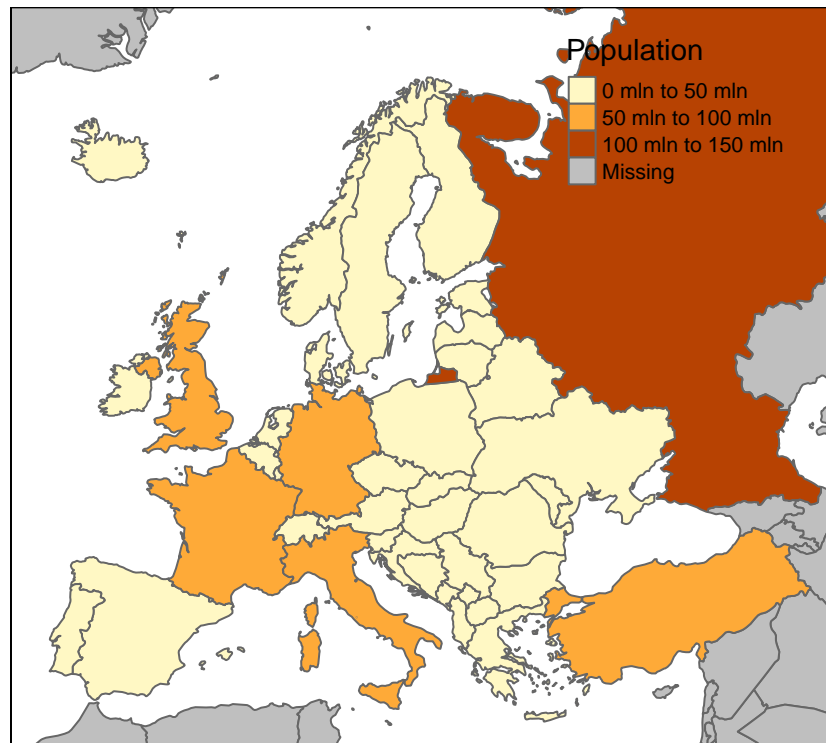 Population
0 mln to 50 mln
50 mln to 100 mln
100 mln to 150 mln
Missing